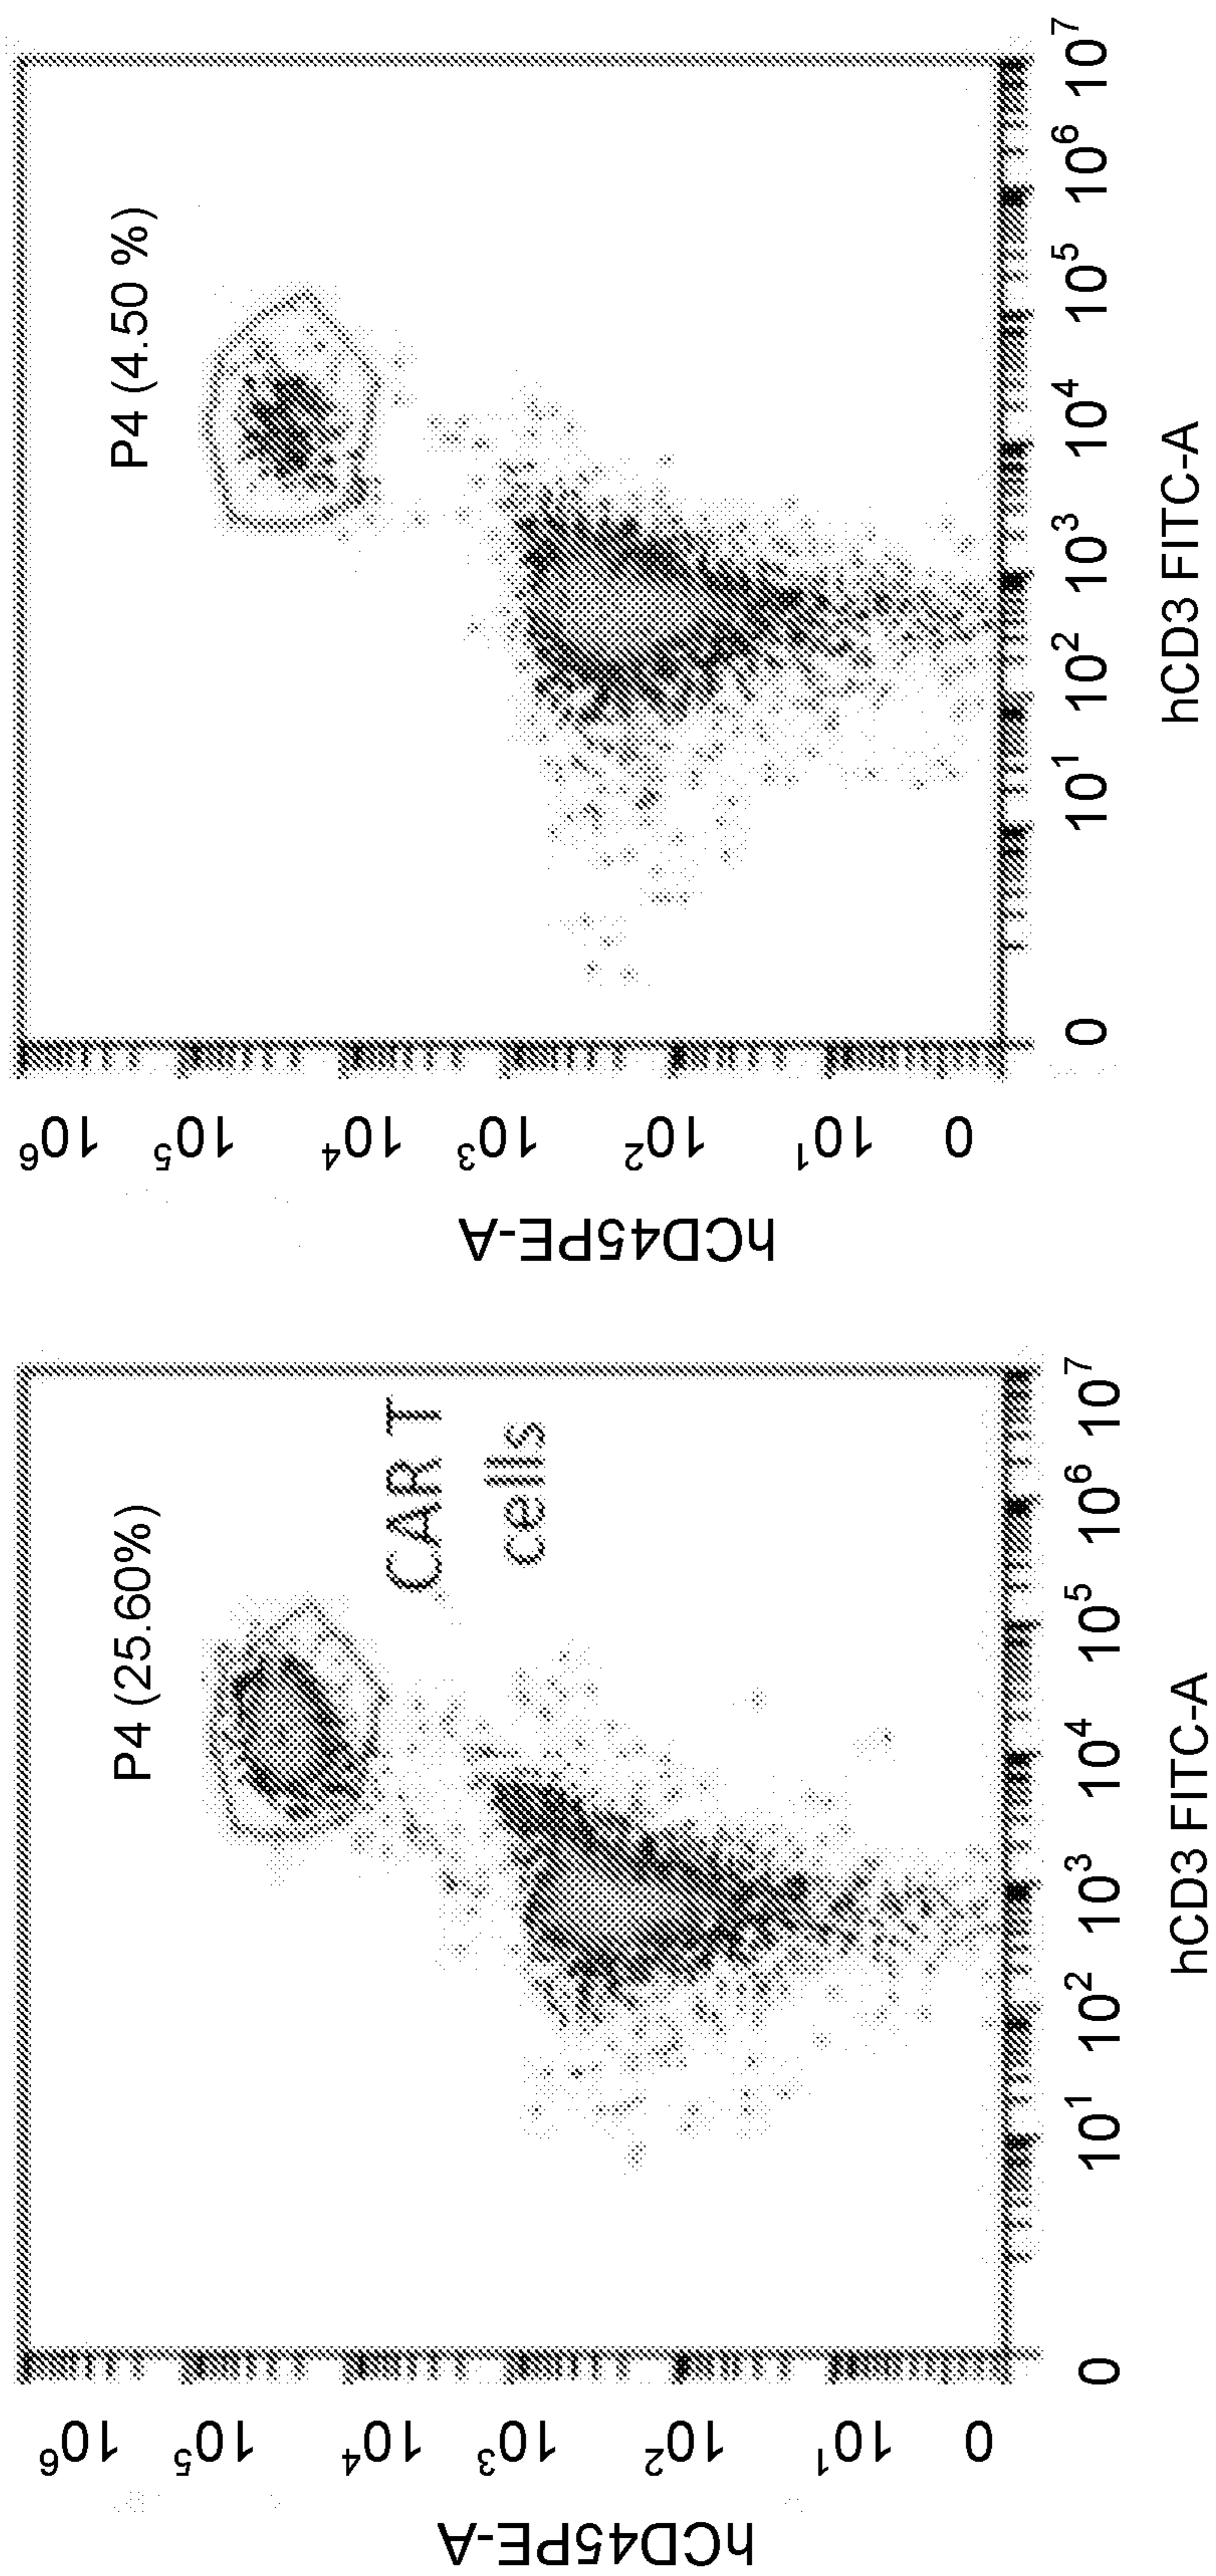 P4 (25.60%)
CAR T
cells
hCD45PE-A
10⁶
10⁵
10⁴
10³
10²
10¹
0
0 10¹ 10² 10³ 10⁴ 10⁵ 10⁶ 10⁷
hCD3 FITC-A
P4 (4.50 %)
hCD45PE-A
10⁶
10⁵
10⁴
10³
10²
10¹
0
0 10¹ 10² 10³ 10⁴ 10⁵ 10⁶ 10⁷
hCD3 FITC-A